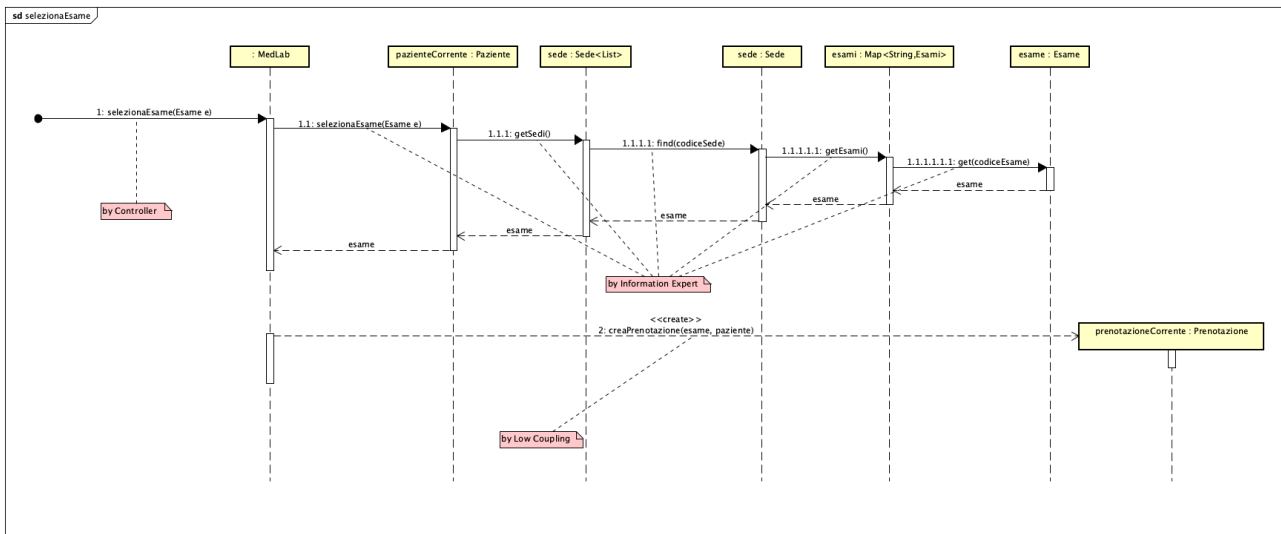 sd selezionaEsame
: MedLab
pazienteCorrente : Paziente
sede : Sede<List>
sede : Sede
esami : Map<String,Esami>
esame : Esame
1: selezionaEsame(Esame e)
1.1: selezionaEsame(Esame e)
1.1.1: getSedi()
1.1.1.1: find(codiceSede)
1.1.1.1.1: getEsami()
1.1.1.1.1.1: get(codiceEsame)
esame
esame
esame
esame
esame
by Controller
by Information Expert
<<create>>
2: creaPrenotazione(esame, paziente)
prenotazioneCorrente : Prenotazione
by Low Coupling